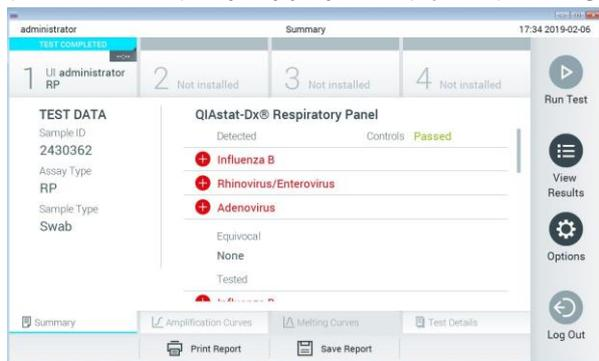 administrator
Summary
17:34 2019-02-06
TEST COMPLETED
1 UI administrator
RP
2 Not installed
3 Not installed
4 Not installed
Run Test
TEST DATA
Sample ID
2430362
Assay Type
RP
Sample Type
Swab
QIAstat-Dx® Respiratory Panel
Detected
Controls Passed
Influenza B
Rhinovirus/Enterovirus
Adenovirus
Equivocal
None
Tested
View
Results
Options
Summary
Amplification Curves
Melting Curves
Test Details
Print Report
Save Report
Log Out